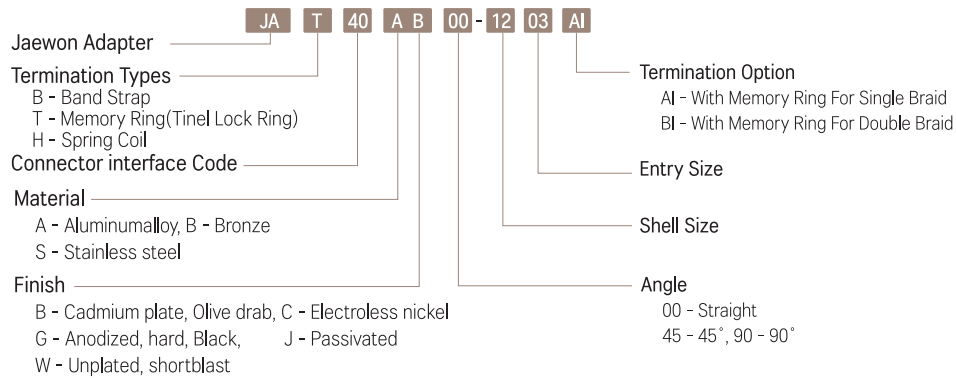 JA T 40 A B 00 - 12 03 AI
Jaewon Adapter
Termination Types
B - Band Strap
T - Memory Ring(Tinel Lock Ring)
H - Spring Coil
Connector interface Code
Material
A - Aluminumalloy, B - Bronze
S - Stainless steel
Finish
B - Cadmium plate, Olive drab, C - Electroless nickel
G - Anodized, hard, Black, J - Passivated
W - Unplated, shortblast
Termination Option
AI - With Memory Ring For Single Braid
BI - With Memory Ring For Double Braid
Entry Size
Shell Size
Angle
00 - Straight
45 - 45˚, 90 - 90˚